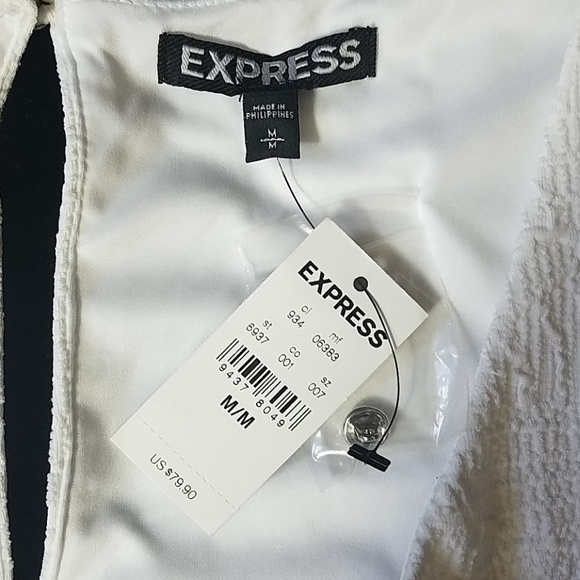 EXPRESS
MADE IN
PHILIPPINES
M
M
EXPRESS
cl mf
934 06383
st co sz
6937 001 007
9437 8049
M/M
US $79.90